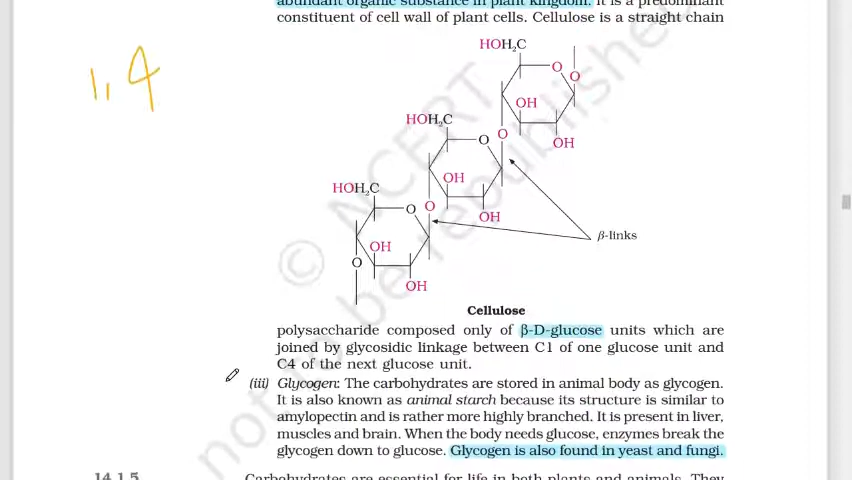 abundant organic substance in plant kingdom. It is a predominant
constituent of cell wall of plant cells. Cellulose is a straight chain
1,4
HOH₂C
O
O
OH
HOH₂C
O
O
OH
OH
HOH₂C
O
O
OH
OH
β-links
OH
O
OH
Cellulose
polysaccharide composed only of β-D-glucose units which are
joined by glycosidic linkage between C1 of one glucose unit and
C4 of the next glucose unit.
(iii) Glycogen: The carbohydrates are stored in animal body as glycogen.
It is also known as animal starch because its structure is similar to
amylopectin and is rather more highly branched. It is present in liver,
muscles and brain. When the body needs glucose, enzymes break the
glycogen down to glucose. Glycogen is also found in yeast and fungi.
14.1.5
Carbohydrates are essential for life in both plants and animals. They
© NCERT
not to be republished